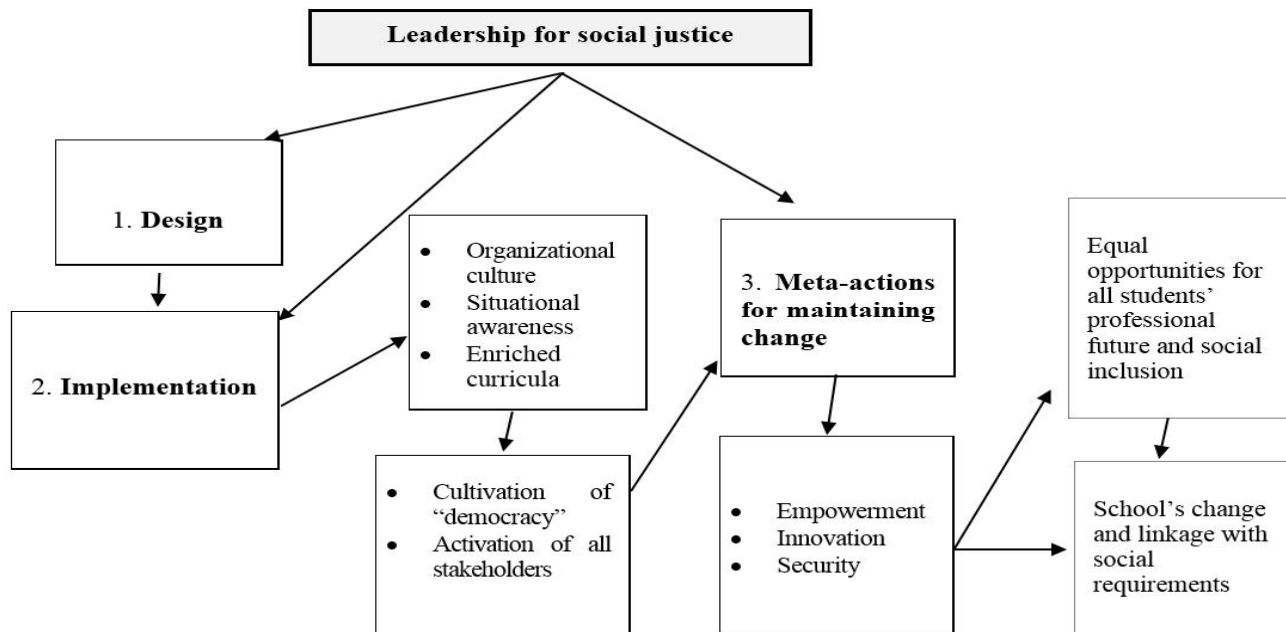 Leadership for social justice
1. Design
2. Implementation
• Organizational
culture
• Situational
awareness
• Enriched
curricula
• Cultivation of
“democracy”
• Activation of all
stakeholders
3. Meta-actions
for maintaining
change
• Empowerment
• Innovation
• Security
Equal
opportunities for
all students’
professional
future and social
inclusion
School’s change
and linkage with
social
requirements